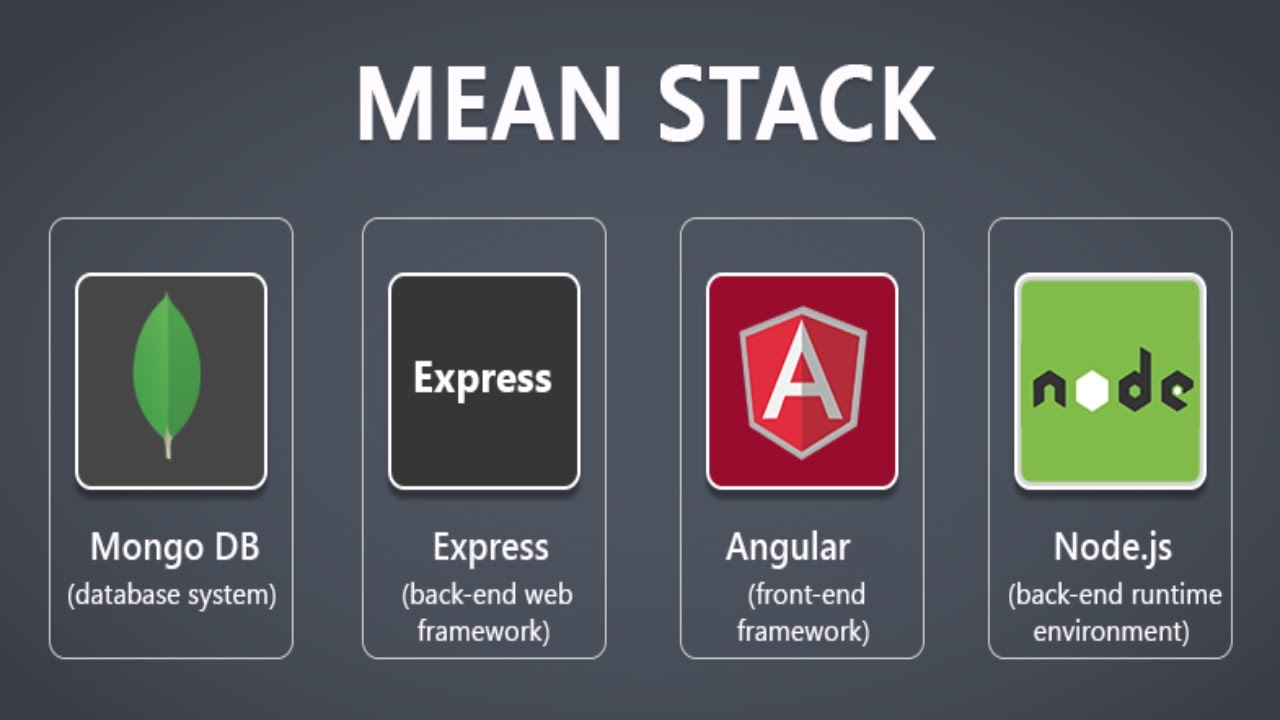 MEAN STACK
Express
node
Mongo DB
(database system)
Express
(back-end web
framework)
Angular
(front-end
framework)
Node.js
(back-end runtime
environment)